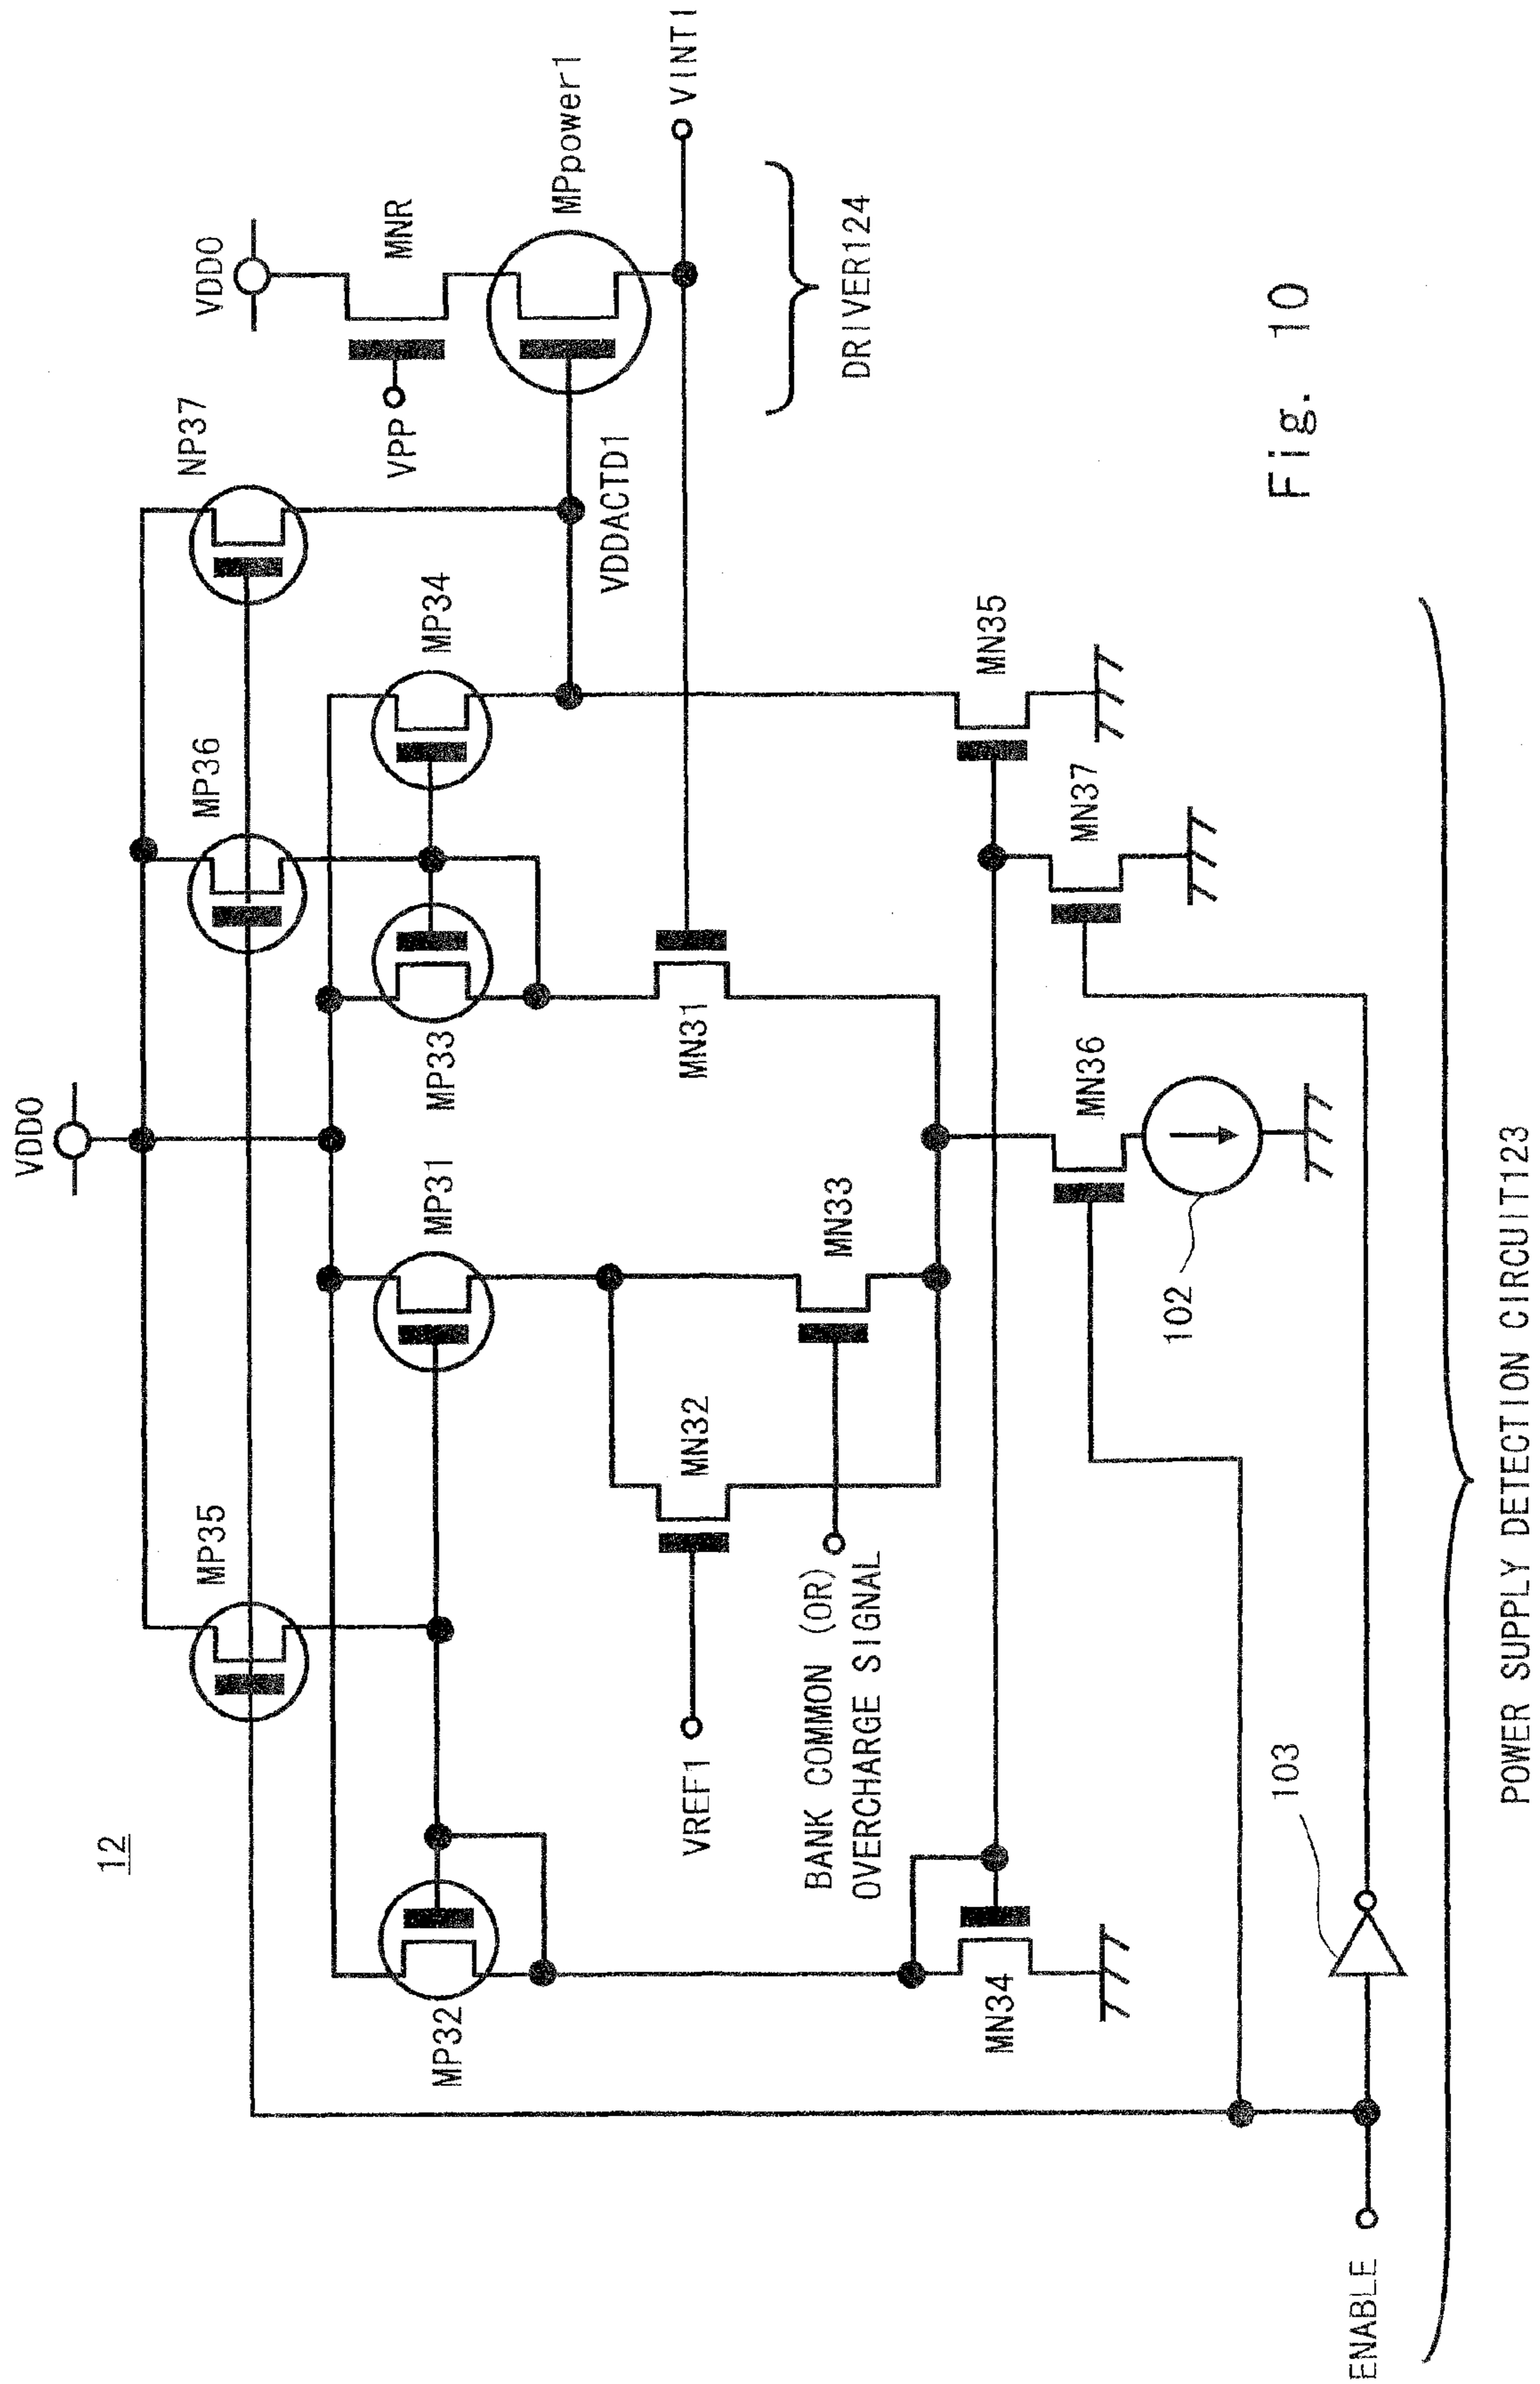 12
VDD0
VDD0
MP35
MP36
NP37
MNR
VPP
MPpower1
VINT1
MP32
MP31
MP33
MP34
VDDACTD1
DRIVER124
MN32
MN31
VREF1
MN33
BANK COMMON (OR)
OVERCHARGE SIGNAL
MN34
MN35
MN36
MN37
102
103
ENABLE
POWER SUPPLY DETECTION CIRCUIT123
Fig. 10